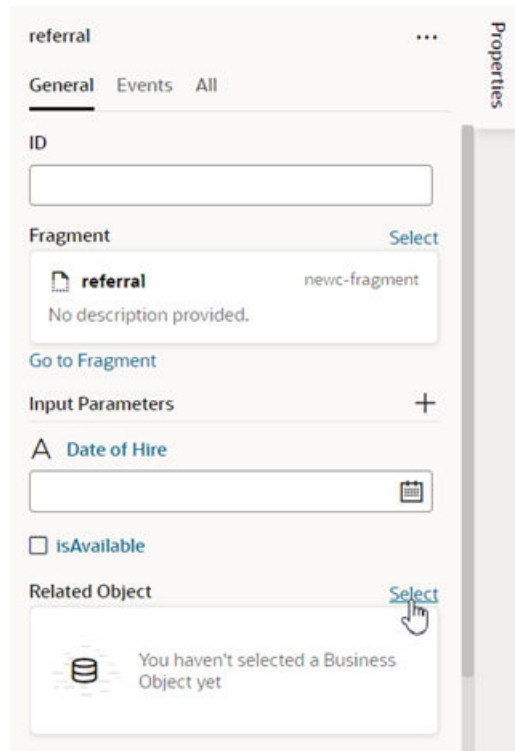 referral
Properties
General Events All
ID
Fragment Select
referral newc-fragment
No description provided.
Go to Fragment
Input Parameters
A Date of Hire
isAvailable
Related Object Select
You haven't selected a Business
Object yet